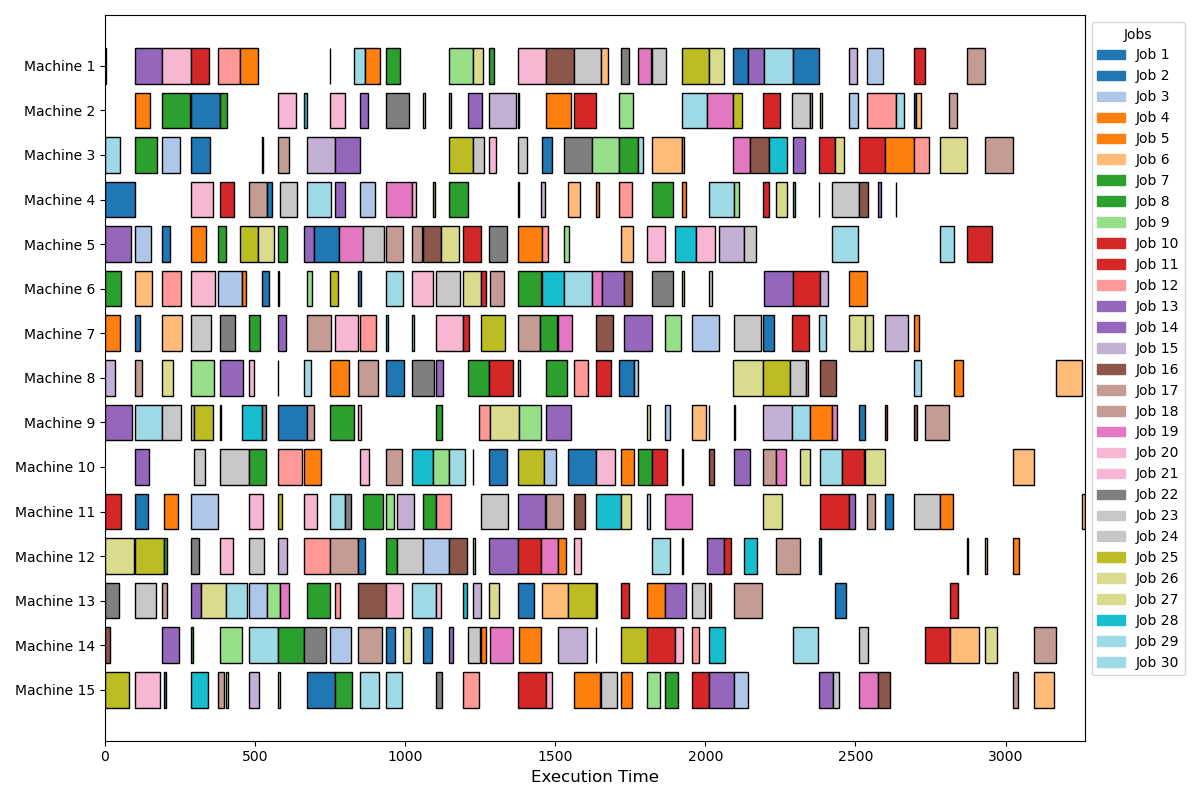 Machine 1
Machine 2
Machine 3
Machine 4
Machine 5
Machine 6
Machine 7
Machine 8
Machine 9
Machine 10
Machine 11
Machine 12
Machine 13
Machine 14
Machine 15
0 500 1000 1500 2000 2500 3000
Execution Time
Jobs
Job 1
Job 2
Job 3
Job 4
Job 5
Job 6
Job 7
Job 8
Job 9
Job 10
Job 11
Job 12
Job 13
Job 14
Job 15
Job 16
Job 17
Job 18
Job 19
Job 20
Job 21
Job 22
Job 23
Job 24
Job 25
Job 26
Job 27
Job 28
Job 29
Job 30